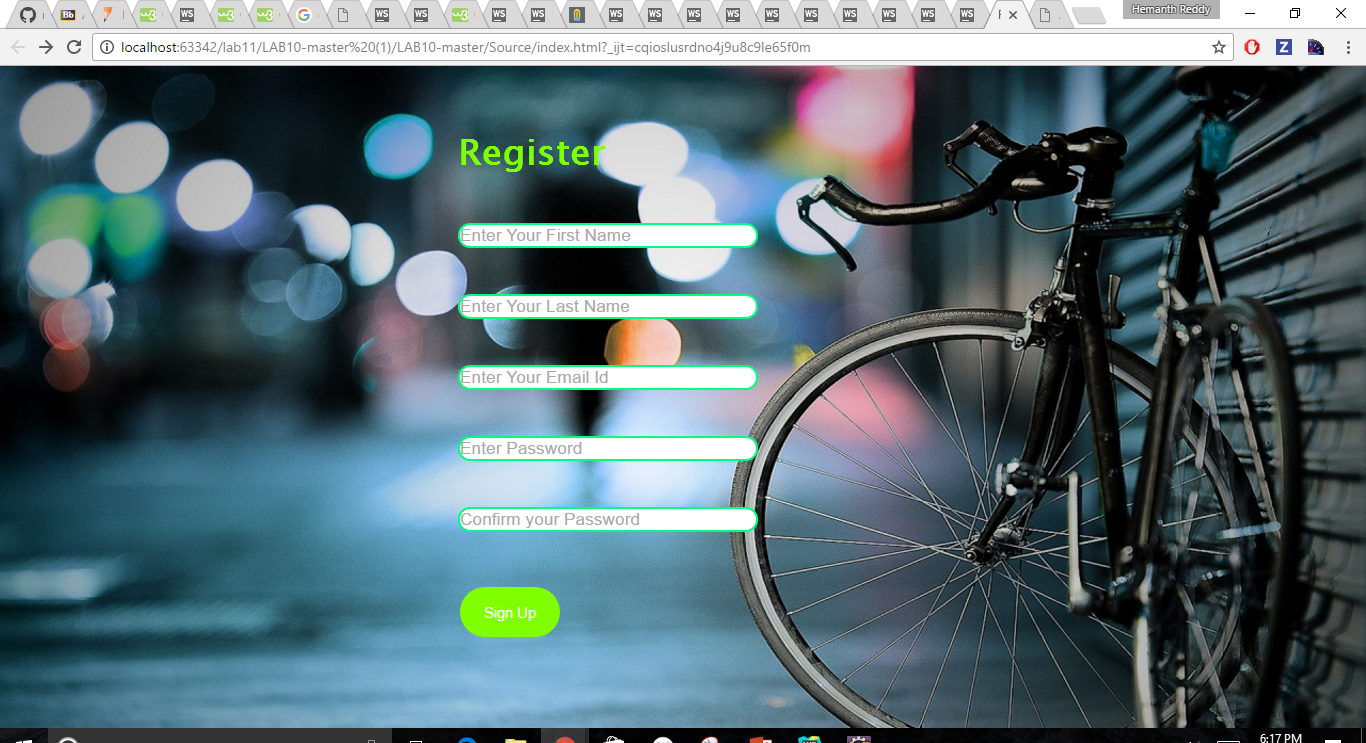 Hemanth Reddy
localhost:63342/lab11/LAB10-master%20(1)/LAB10-master/Source/index.html?_ijt=cqioslusrdno4j9u8c9le65f0m
Register
Enter Your First Name
Enter Your Last Name
Enter Your Email Id
Enter Password
Confirm your Password
Sign Up
6:17 PM